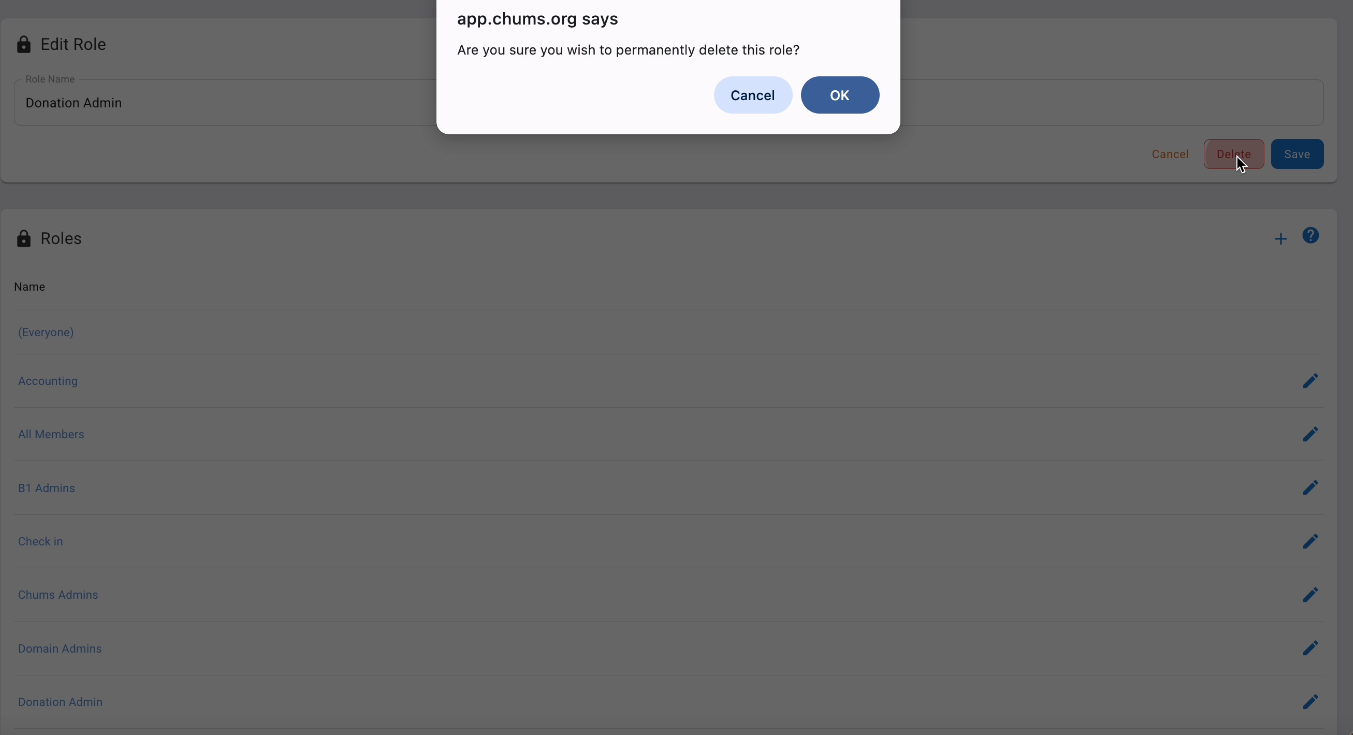 app.chums.org says
Are you sure you wish to permanently delete this role?
Cancel OK
Edit Role
Role Name
Donation Admin
Cancel Delete Save
Roles
Name
(Everyone)
Accounting
All Members
B1 Admins
Check in
Chums Admins
Domain Admins
Donation Admin